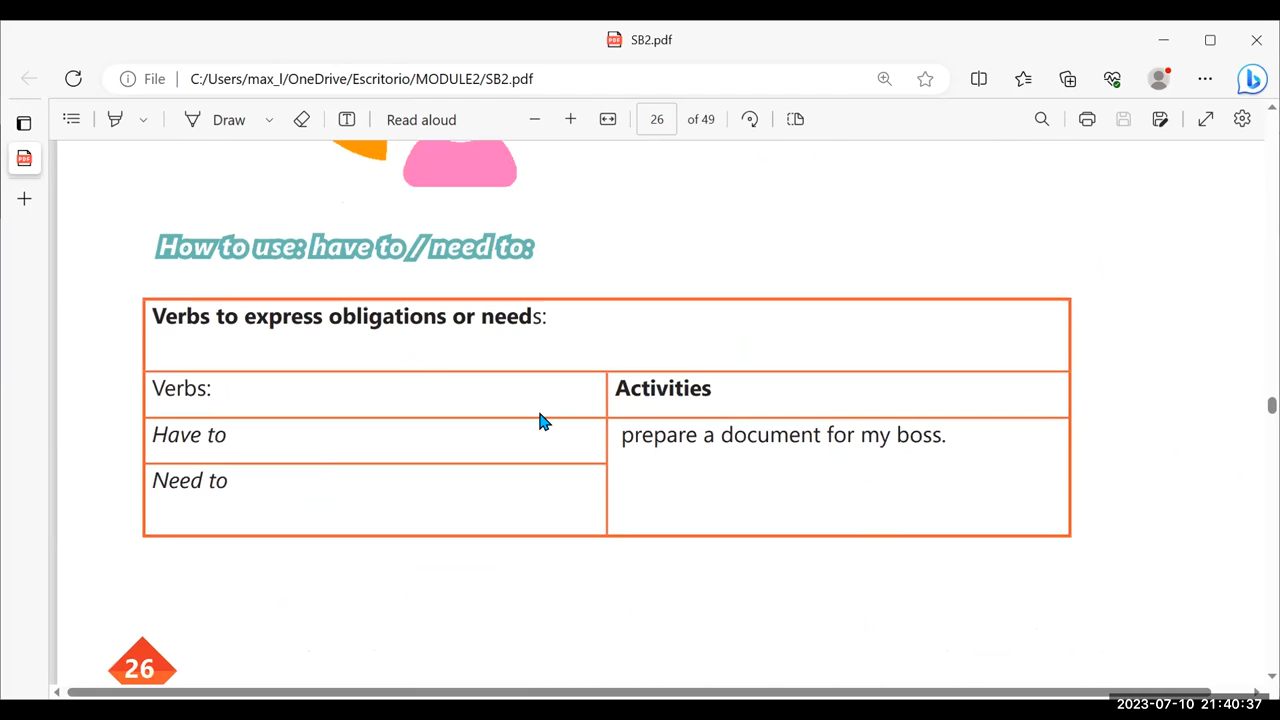 SB2.pdf
File C:/Users/max_l/OneDrive/Escritorio/MODULE2/SB2.pdf
Draw Read aloud 26 of 49
How to use: have to / need to:
Verbs to express obligations or needs:
Verbs: Activities
Have to prepare a document for my boss.
Need to
26
2023-07-10 21:40:37